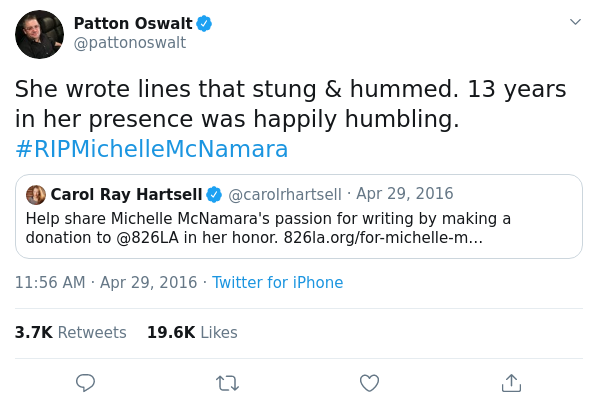 Patton Oswalt
@pattonoswalt
She wrote lines that stung & hummed. 13 years
in her presence was happily humbling.
#RIPMichelleMcNamara
Carol Ray Hartsell @carolrhartsell · Apr 29, 2016
Help share Michelle McNamara's passion for writing by making a
donation to @826LA in her honor. 826la.org/for-michelle-m…
11:56 AM · Apr 29, 2016 · Twitter for iPhone
3.7K Retweets 19.6K Likes